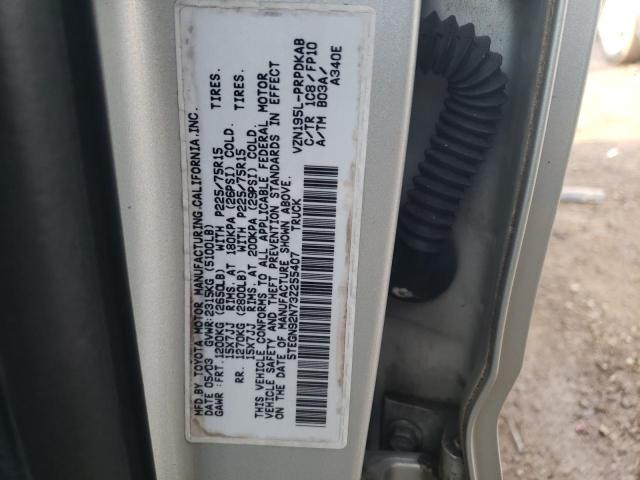 MFD.BY TOYOTA MOTOR MANUFACTURING,CALIFORNIA,INC.
DATE 05/03 GVWR:2315KG (5100LB)
GAWR :FRT.1200KG (2650LB) WITH P225/75R15 TIRES,
15X7JJ RIMS, AT 180KPA (26PSI) COLD.
RR. 1270KG (2800LB) WITH P225/75R15 TIRES,
15X7JJ RIMS, AT 200KPA (29PSI) COLD.
THIS VEHICLE CONFORMS TO ALL APPLICABLE FEDERAL MOTOR
VEHICLE SAFETY AND THEFT PREVENTION STANDARDS IN EFFECT
ON THE DATE OF MANUFACTURE SHOWN ABOVE.
5TEGN92N73Z255407 TRUCK
VZN195L-PRPDKAB
C/TR 1C8/FP10
A/TM B03A/
A340E